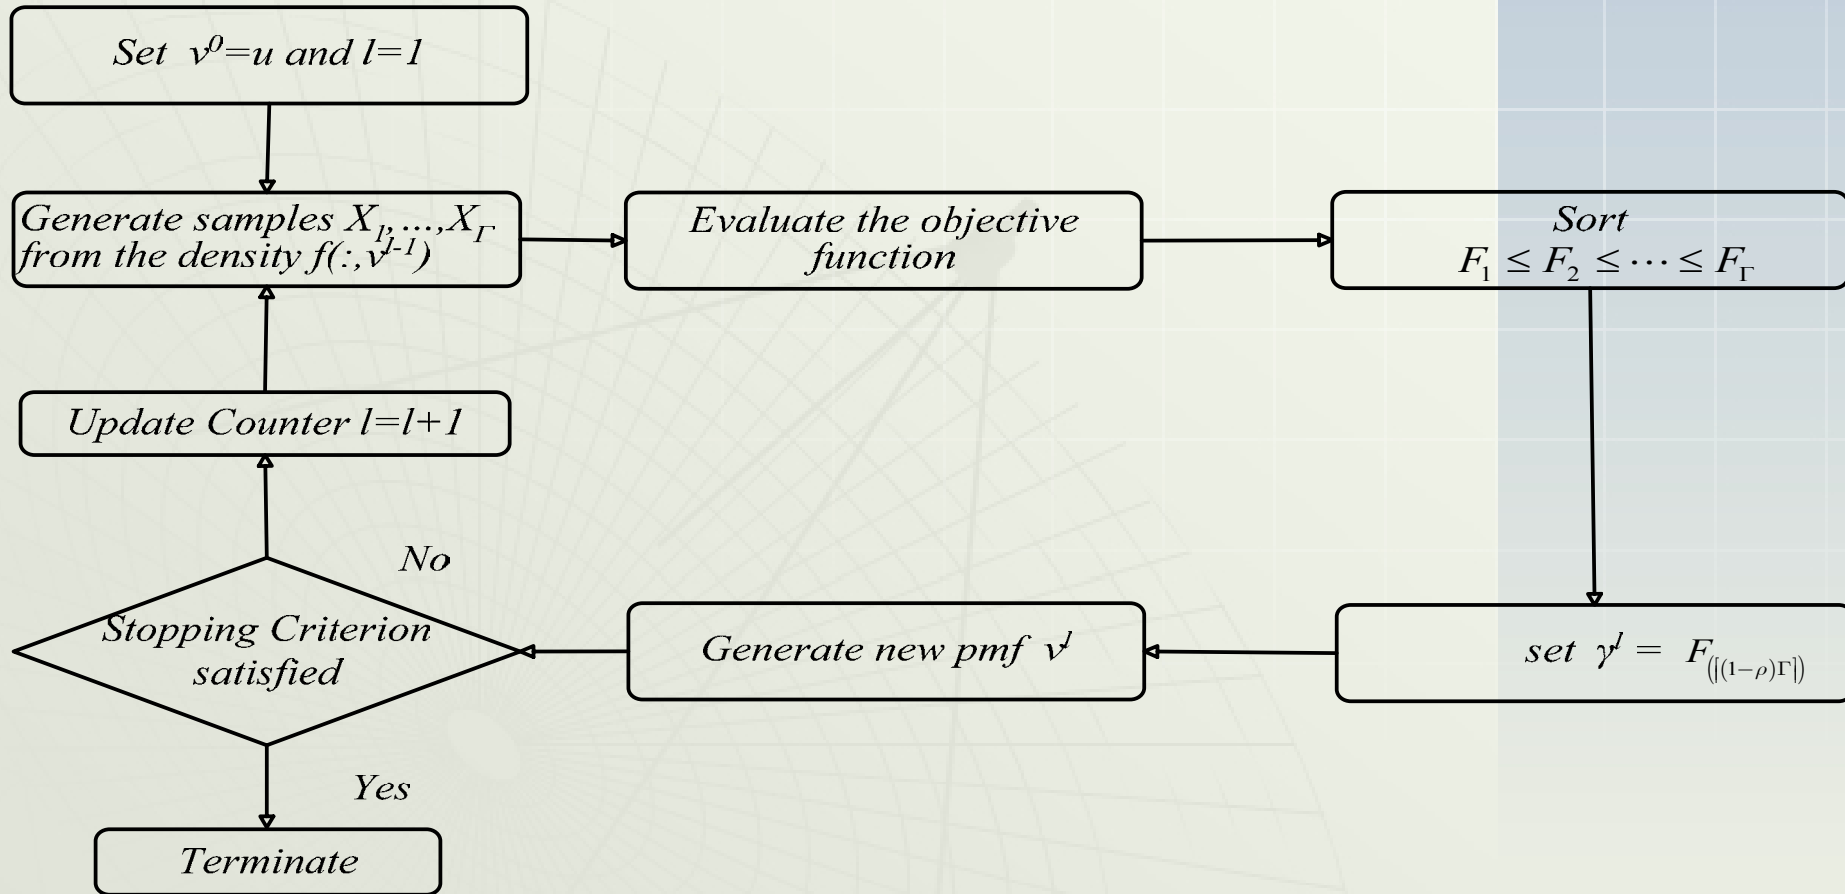 Set v⁰=u and l=1
Generate samples X₁,...,X_Γ
from the density f(:,v^{l-1})
Evaluate the objective
function
Sort
F₁ ≤ F₂ ≤ ⋯ ≤ F_Γ
Update Counter l=l+1
No
Stopping Criterion
satisfied
Generate new pmf v^l
set γ^l = F_{(⌈(1-ρ)Γ⌉)}
Yes
Terminate